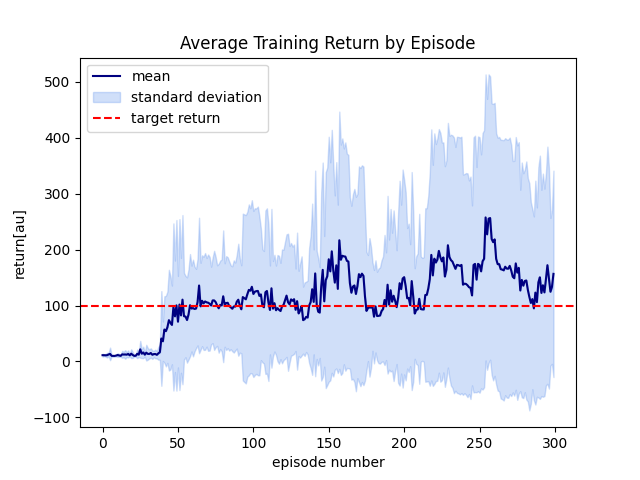 Average Training Return by Episode
mean
standard deviation
target return
500
400
300
200
100
0
−100
return[au]
0 50 100 150 200 250 300
episode number